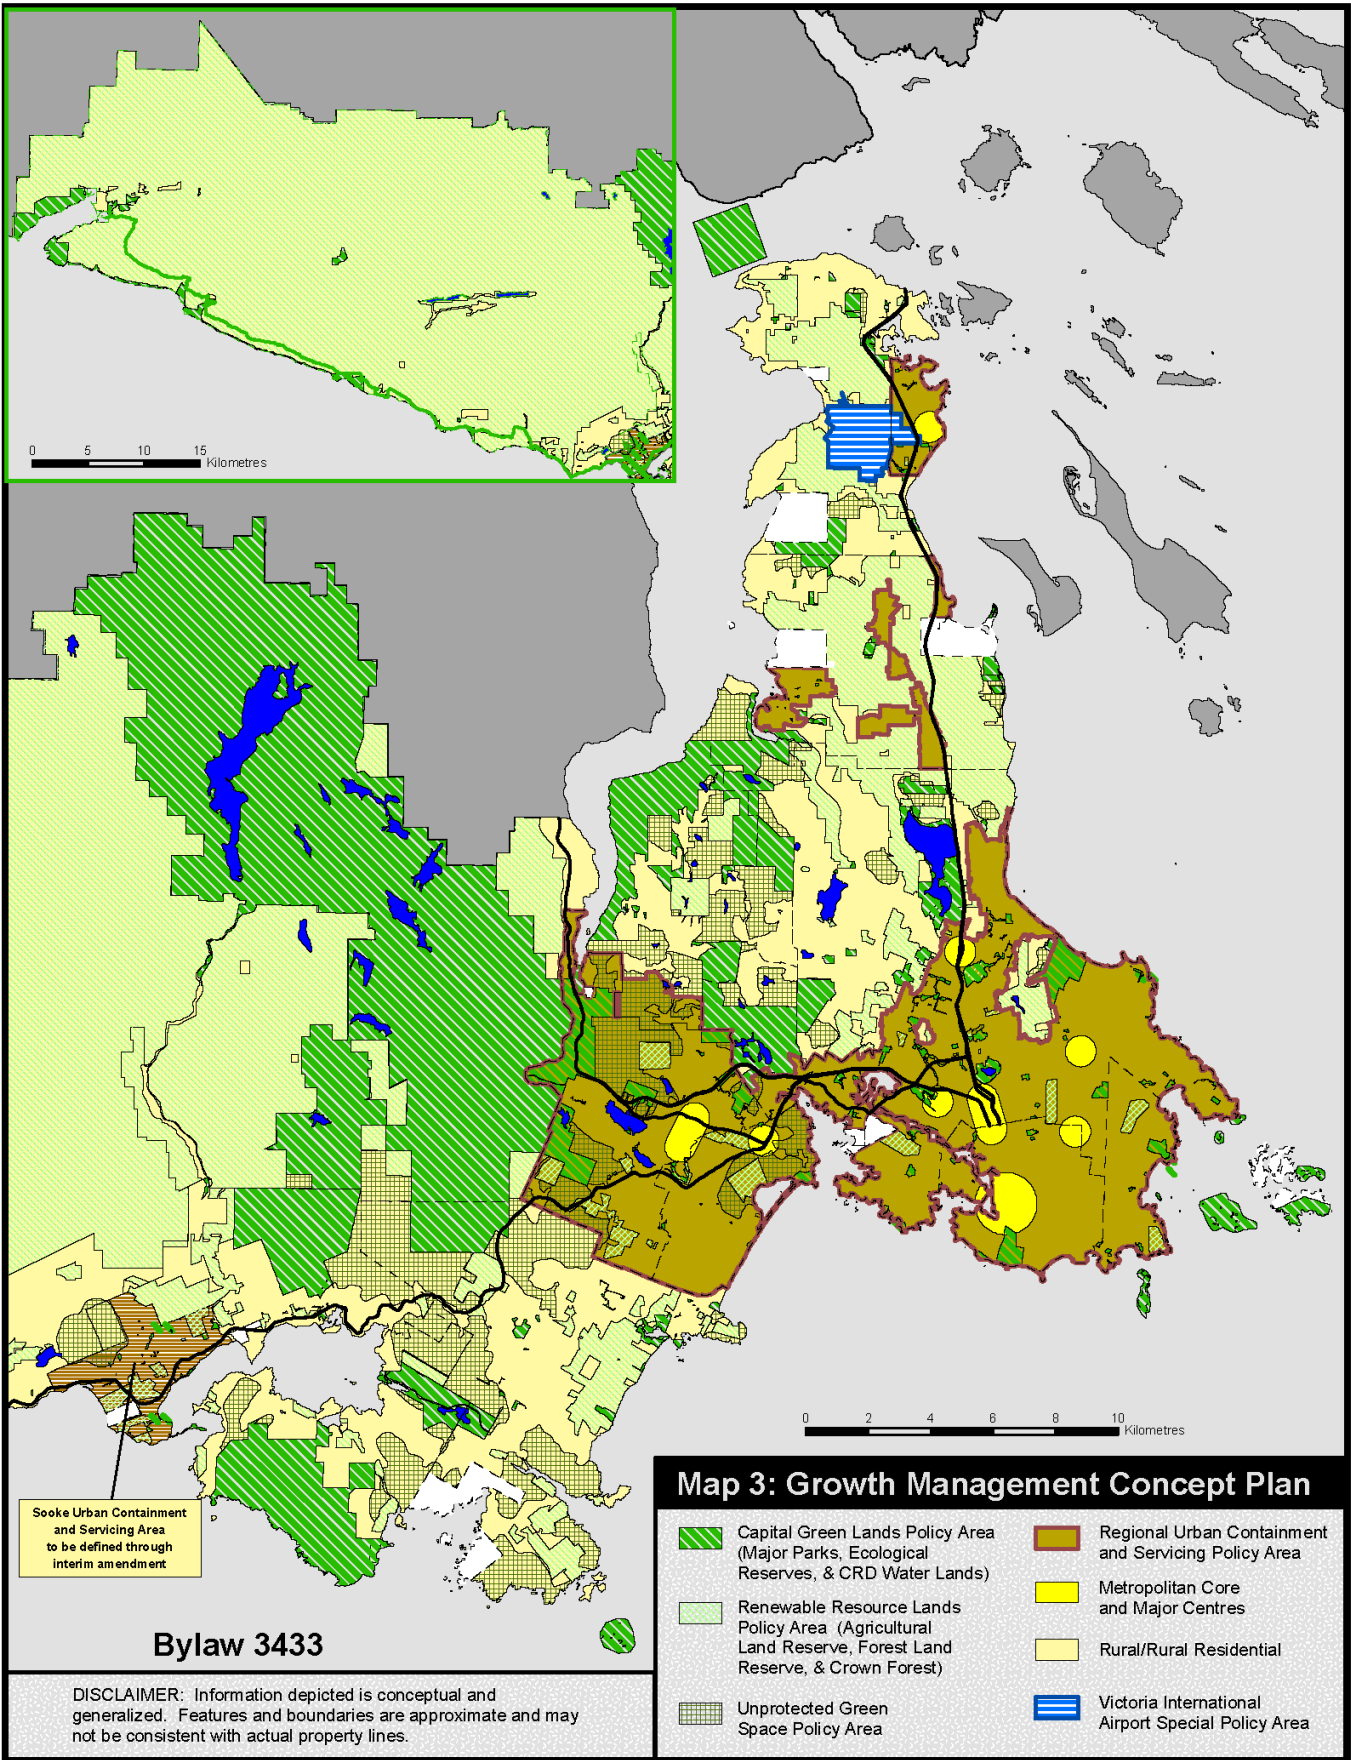 0 5 10 15
Kilometres
0 2 4 6 8 10
Kilometres
Sooke Urban Containment
and Servicing Area
to be defined through
interim amendment
Bylaw 3433
DISCLAIMER: Information depicted is conceptual and
generalized. Features and boundaries are approximate and may
not be consistent with actual property lines.
Map 3: Growth Management Concept Plan
Capital Green Lands Policy Area
(Major Parks, Ecological
Reserves, & CRD Water Lands)
Renewable Resource Lands
Policy Area (Agricultural
Land Reserve, Forest Land
Reserve, & Crown Forest)
Unprotected Green
Space Policy Area
Regional Urban Containment
and Servicing Policy Area
Metropolitan Core
and Major Centres
Rural/Rural Residential
Victoria International
Airport Special Policy Area